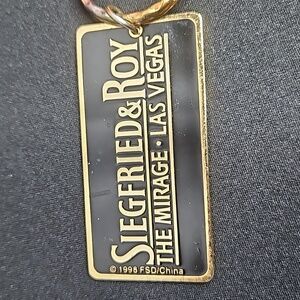 SIEGFRIED&ROY
THE MIRAGE • LAS VEGAS
© 1998 FSD/China